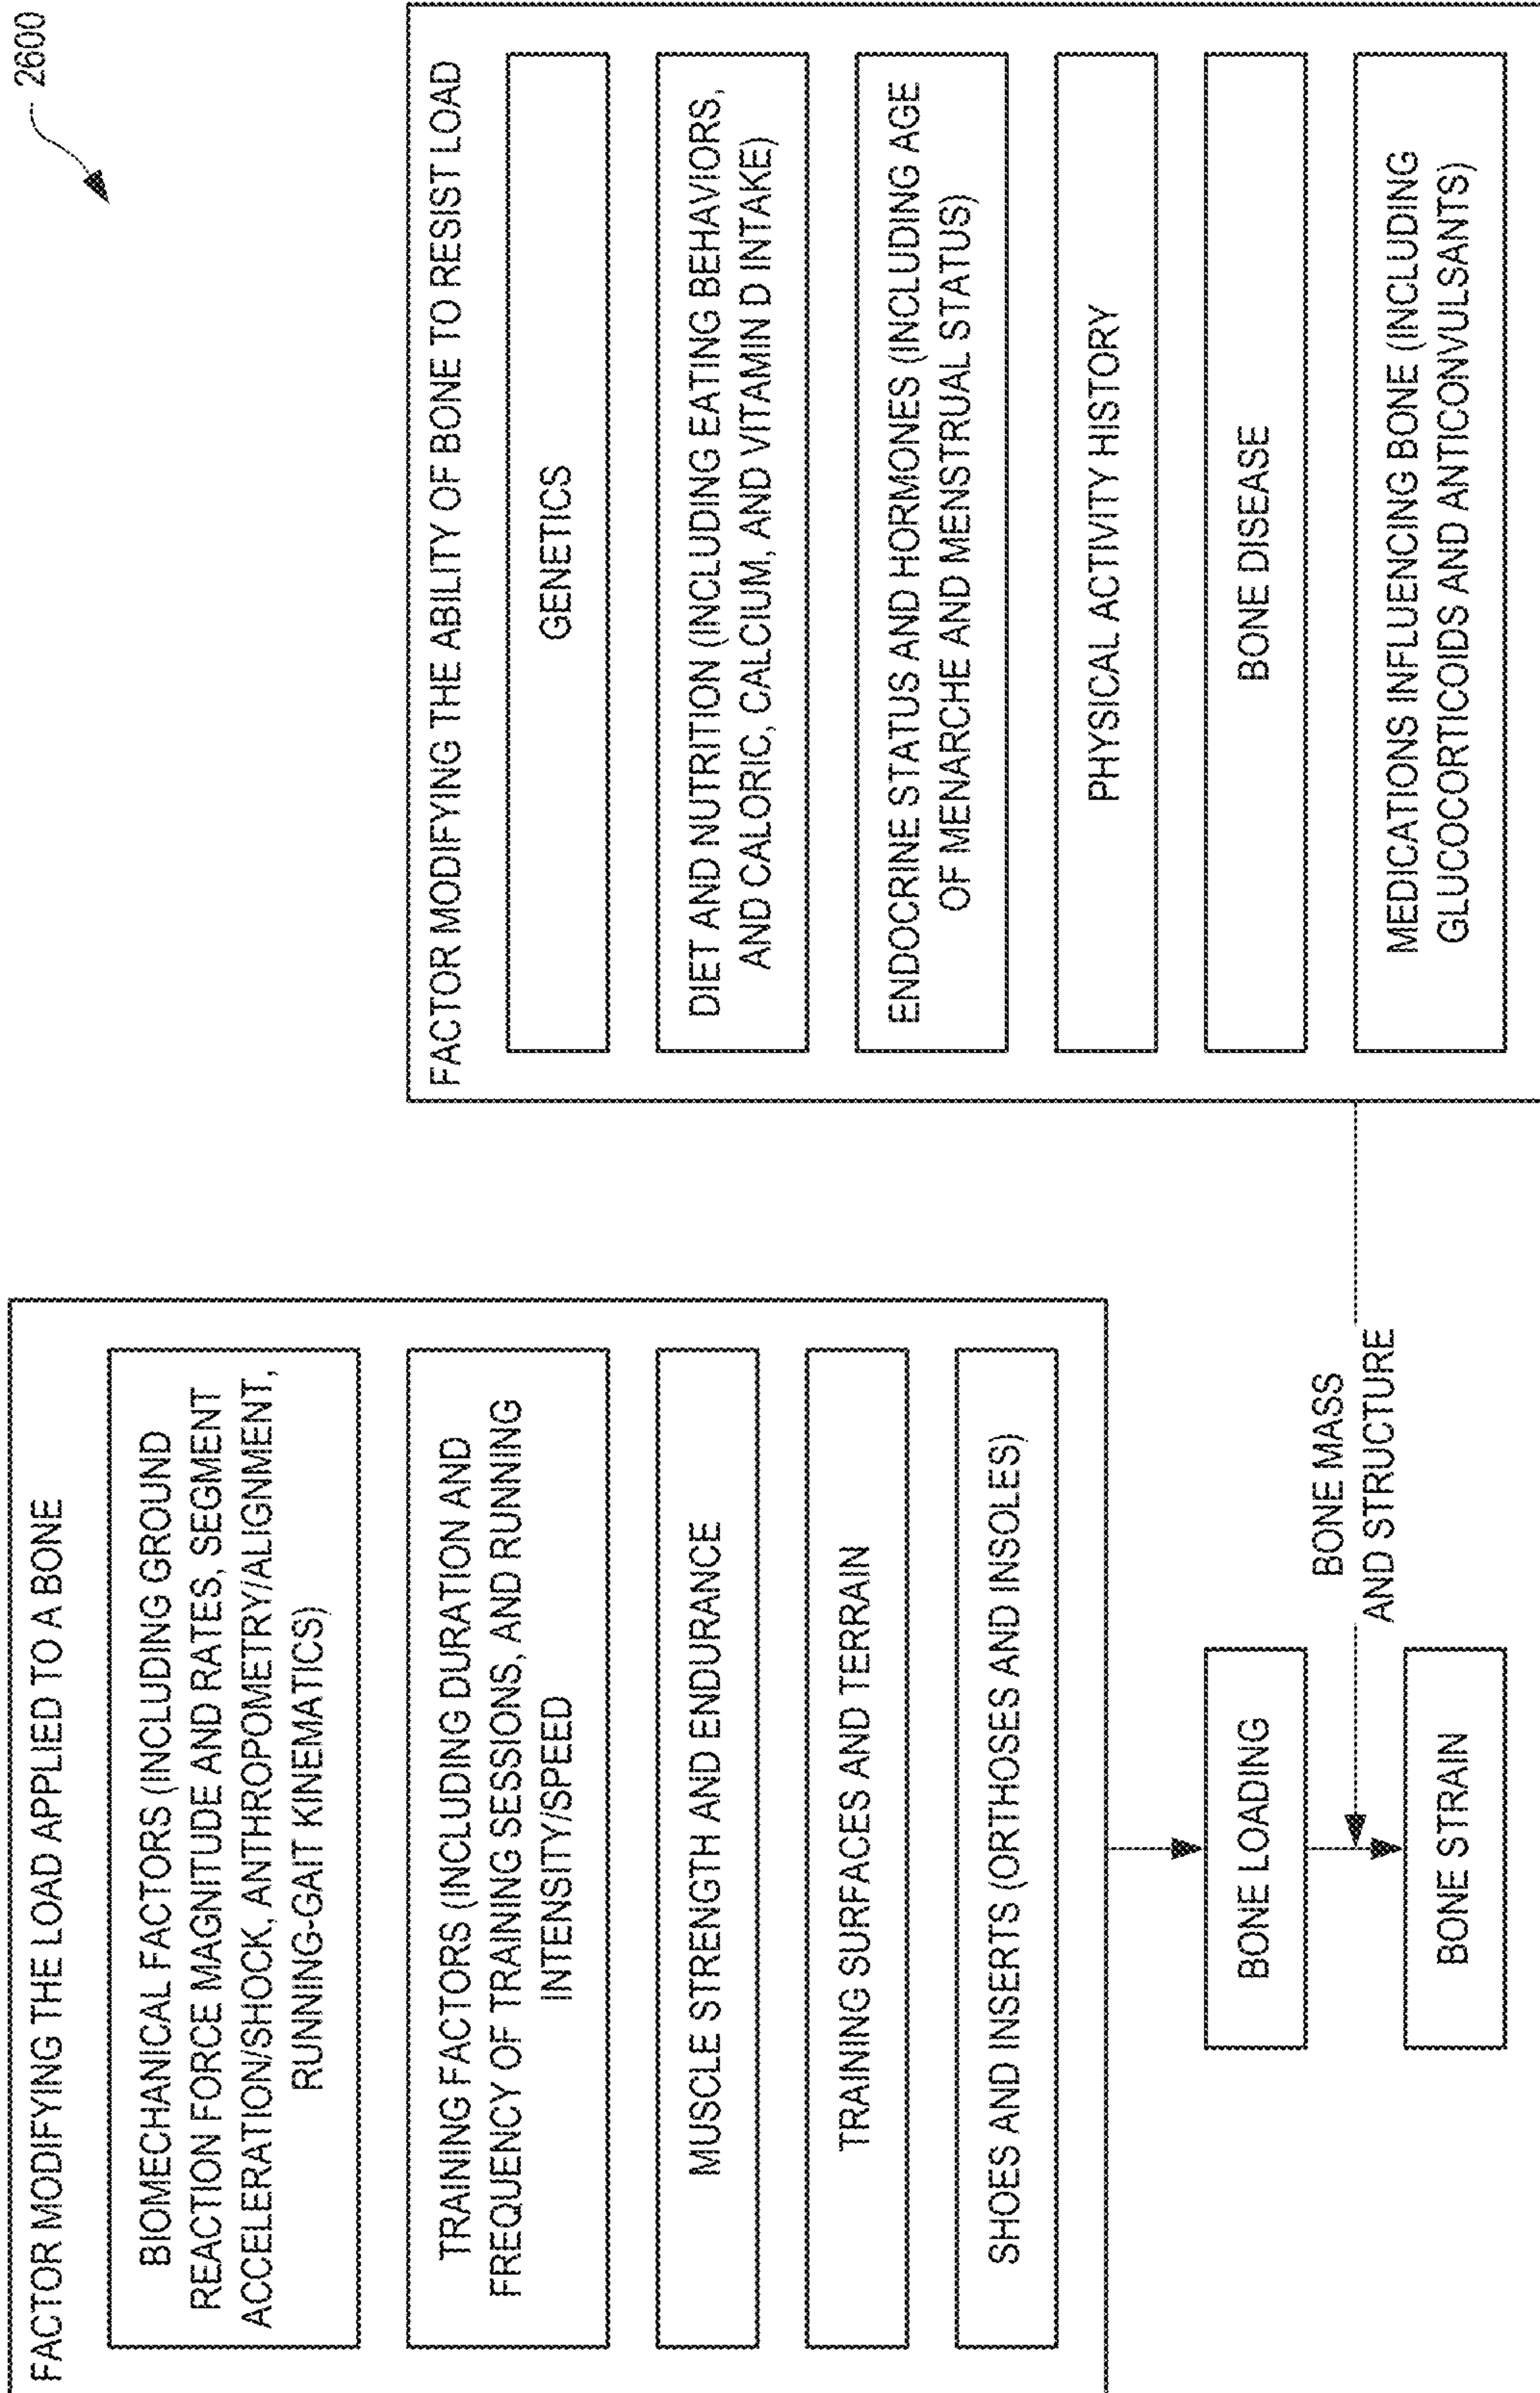 2600
FACTOR MODIFYING THE LOAD APPLIED TO A BONE
BIOMECHANICAL FACTORS (INCLUDING GROUND
REACTION FORCE MAGNITUDE AND RATES, SEGMENT
ACCELERATION/SHOCK, ANTHROPOMETRY/ALIGNMENT,
RUNNING-GAIT KINEMATICS)
TRAINING FACTORS (INCLUDING DURATION AND
FREQUENCY OF TRAINING SESSIONS, AND RUNNING
INTENSITY/SPEED
MUSCLE STRENGTH AND ENDURANCE
TRAINING SURFACES AND TERRAIN
SHOES AND INSERTS (ORTHOSES AND INSOLES)
FACTOR MODIFYING THE ABILITY OF BONE TO RESIST LOAD
GENETICS
DIET AND NUTRITION (INCLUDING EATING BEHAVIORS,
AND CALORIC, CALCIUM, AND VITAMIN D INTAKE)
ENDOCRINE STATUS AND HORMONES (INCLUDING AGE
OF MENARCHE AND MENSTRUAL STATUS)
PHYSICAL ACTIVITY HISTORY
BONE DISEASE
MEDICATIONS INFLUENCING BONE (INCLUDING
GLUCOCORTICOIDS AND ANTICONVULSANTS)
BONE LOADING
BONE MASS
AND STRUCTURE
BONE STRAIN